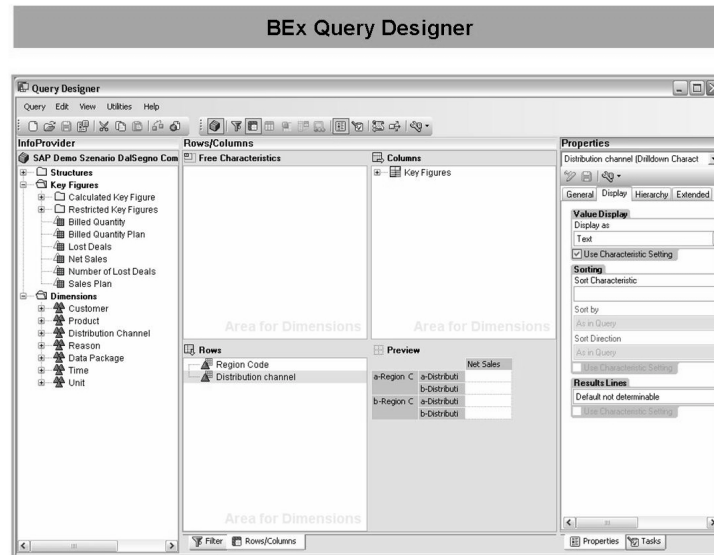 BEx Query Designer
Query Designer
Query Edit View Utilities Help
InfoProvider
SAP Demo Szenario DalSegno Com
Structures
Key Figures
Calculated Key Figure
Restricted Key Figures
Billed Quantity
Billed Quantity Plan
Lost Deals
Net Sales
Number of Lost Deals
Sales Plan
Dimensions
Customer
Product
Distribution Channel
Reason
Data Package
Time
Unit
Rows/Columns
Free Characteristics
Area for Dimensions
Columns
Key Figures
Area for Dimensions
Rows
Region Code
Distribution channel
Area for Dimensions
Preview
Net Sales
a-Region C a-Distributi
b-Distributi
b-Region C a-Distributi
b-Distributi
Filter Rows/Columns
Properties
Distribution channel (Drilldown Charact
General Display Hierarchy Extended
Value Display
Display as
Text
Use Characteristic Setting
Sorting
Sort Characteristic
Sort by
As in Query
Sort Direction
As in Query
Use Characteristic Setting
Results Lines
Default not determinable
Use Characteristic Setting
Properties Tasks